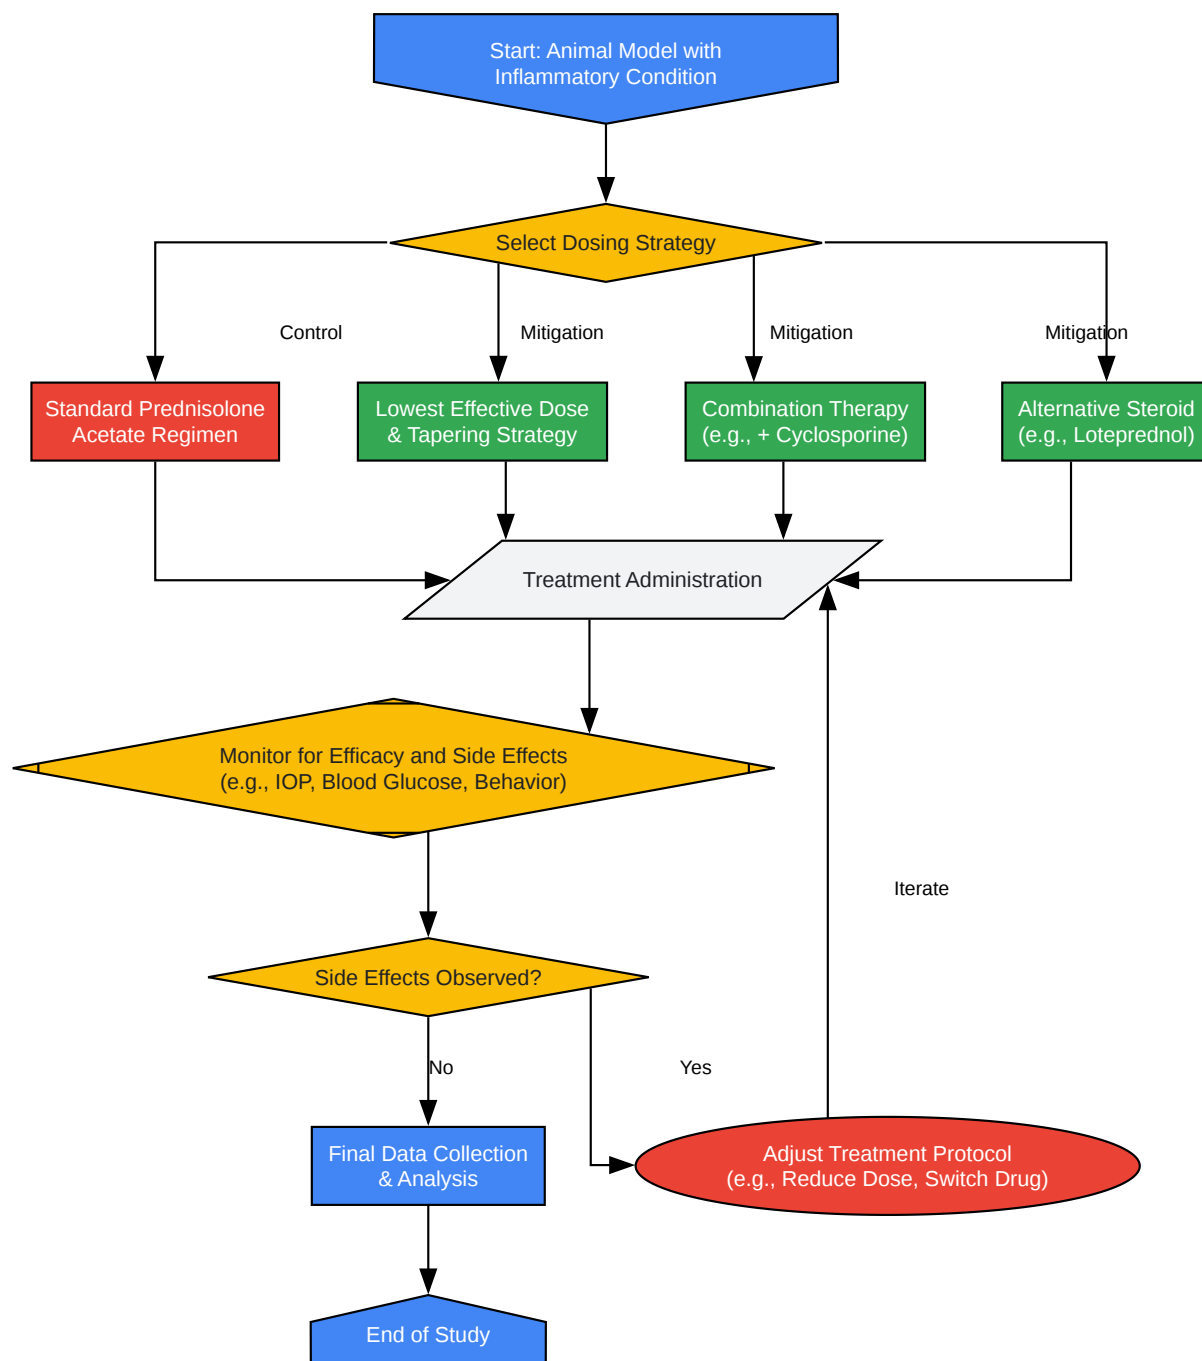 Start: Animal Model with
Inflammatory Condition
Select Dosing Strategy
Control
Mitigation
Mitigation
Mitigation
Standard Prednisolone
Acetate Regimen
Lowest Effective Dose
& Tapering Strategy
Combination Therapy
(e.g., + Cyclosporine)
Alternative Steroid
(e.g., Loteprednol)
Treatment Administration
Monitor for Efficacy and Side Effects
(e.g., IOP, Blood Glucose, Behavior)
Iterate
Side Effects Observed?
No
Yes
Final Data Collection
& Analysis
Adjust Treatment Protocol
(e.g., Reduce Dose, Switch Drug)
End of Study